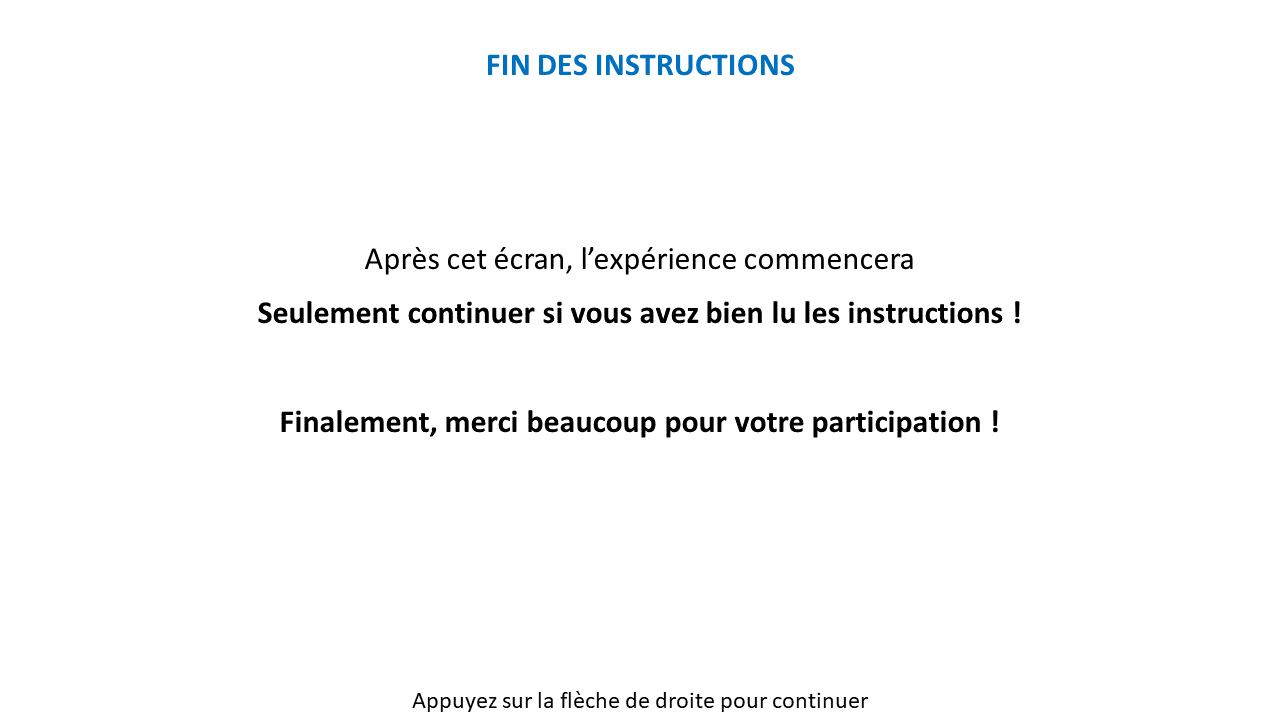 FIN DES INSTRUCTIONS
Après cet écran, l’expérience commencera
Seulement continuer si vous avez bien lu les instructions !
Finalement, merci beaucoup pour votre participation !
Appuyez sur la flèche de droite pour continuer